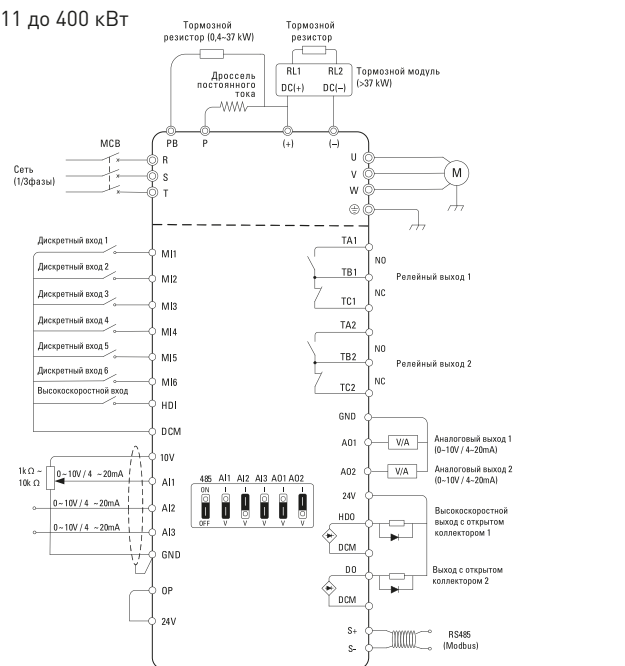 11 до 400 кВт
Тормозной
резистор (0,4~37 kW)
Тормозной
резистор
RL1 RL2
DC(+) DC(–)
Тормозной модуль
(>37 kW)
Дроссель
постоянного
тока
PB P (+) (–)
MCB
Сеть
(1/3фазы)
R
S
T
U
V
W
M
Дискретный вход 1
MI1
Дискретный вход 2
MI2
Дискретный вход 3
MI3
Дискретный вход 4
MI4
Дискретный вход 5
MI5
Дискретный вход 6
MI6
Высокоскоростной вход
HDI
DCM
TA1
NO
TB1
Релейный выход 1
NC
TC1
TA2
NO
TB2
Релейный выход 2
NC
TC2
10V
1k Ω ~
10k Ω
0~10V / 4 ~20mA
AI1
0~10V / 4 ~20mA
AI2
0~10V / 4 ~20mA
AI3
GND
OP
24V
485 AI1 AI2 AI3 AO1 AO2
ON I I I I I
OFF V V V V V
GND
AO1
V/A
Аналоговый выход 1
(0~10V / 4~20mA)
AO2
V/A
Аналоговый выход 2
(0~10V / 4~20mA)
24V
HDO
Высокоскоростной
выход с открытом
коллектором 1
DCM
DO
Выход с открытом
коллектором 2
DCM
S+
S–
RS485
(Modbus)